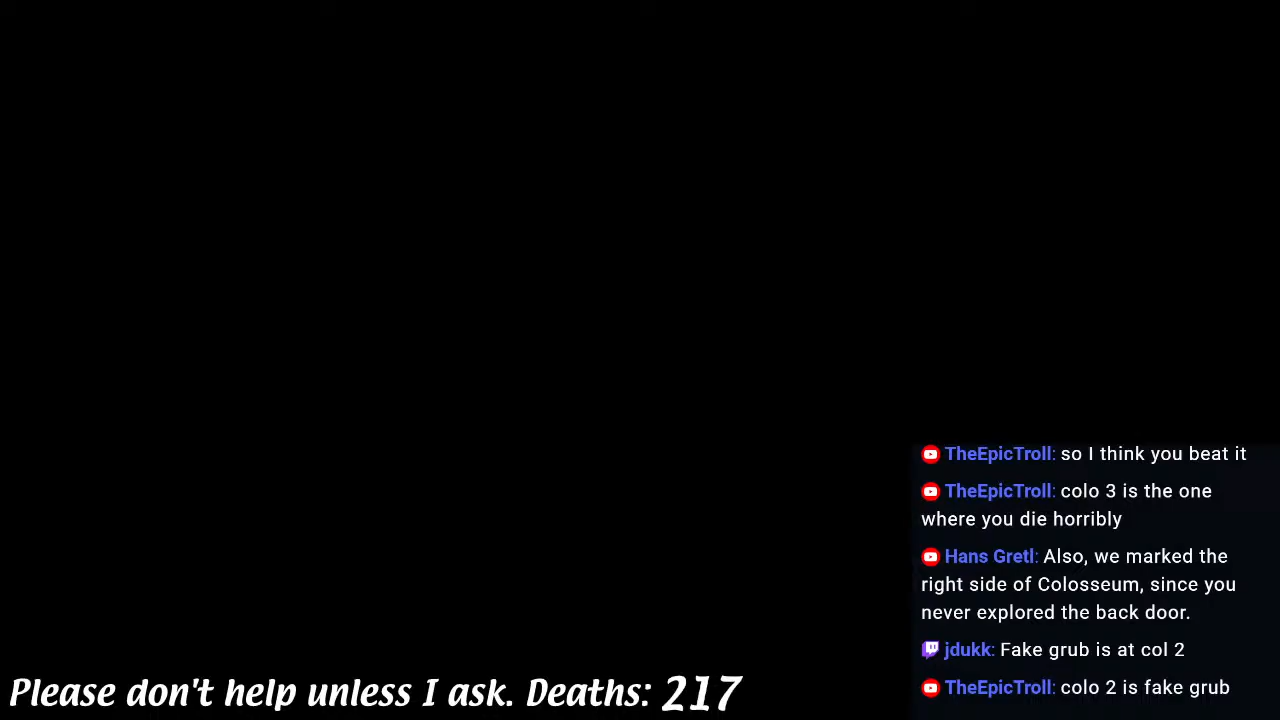 TheEpicTroll: so I think you beat it
TheEpicTroll: colo 3 is the one
where you die horribly
Hans Gretl: Also, we marked the
right side of Colosseum, since you
never explored the back door.
jdukk: Fake grub is at col 2
TheEpicTroll: colo 2 is fake grub
Please don't help unless I ask. Deaths: 217